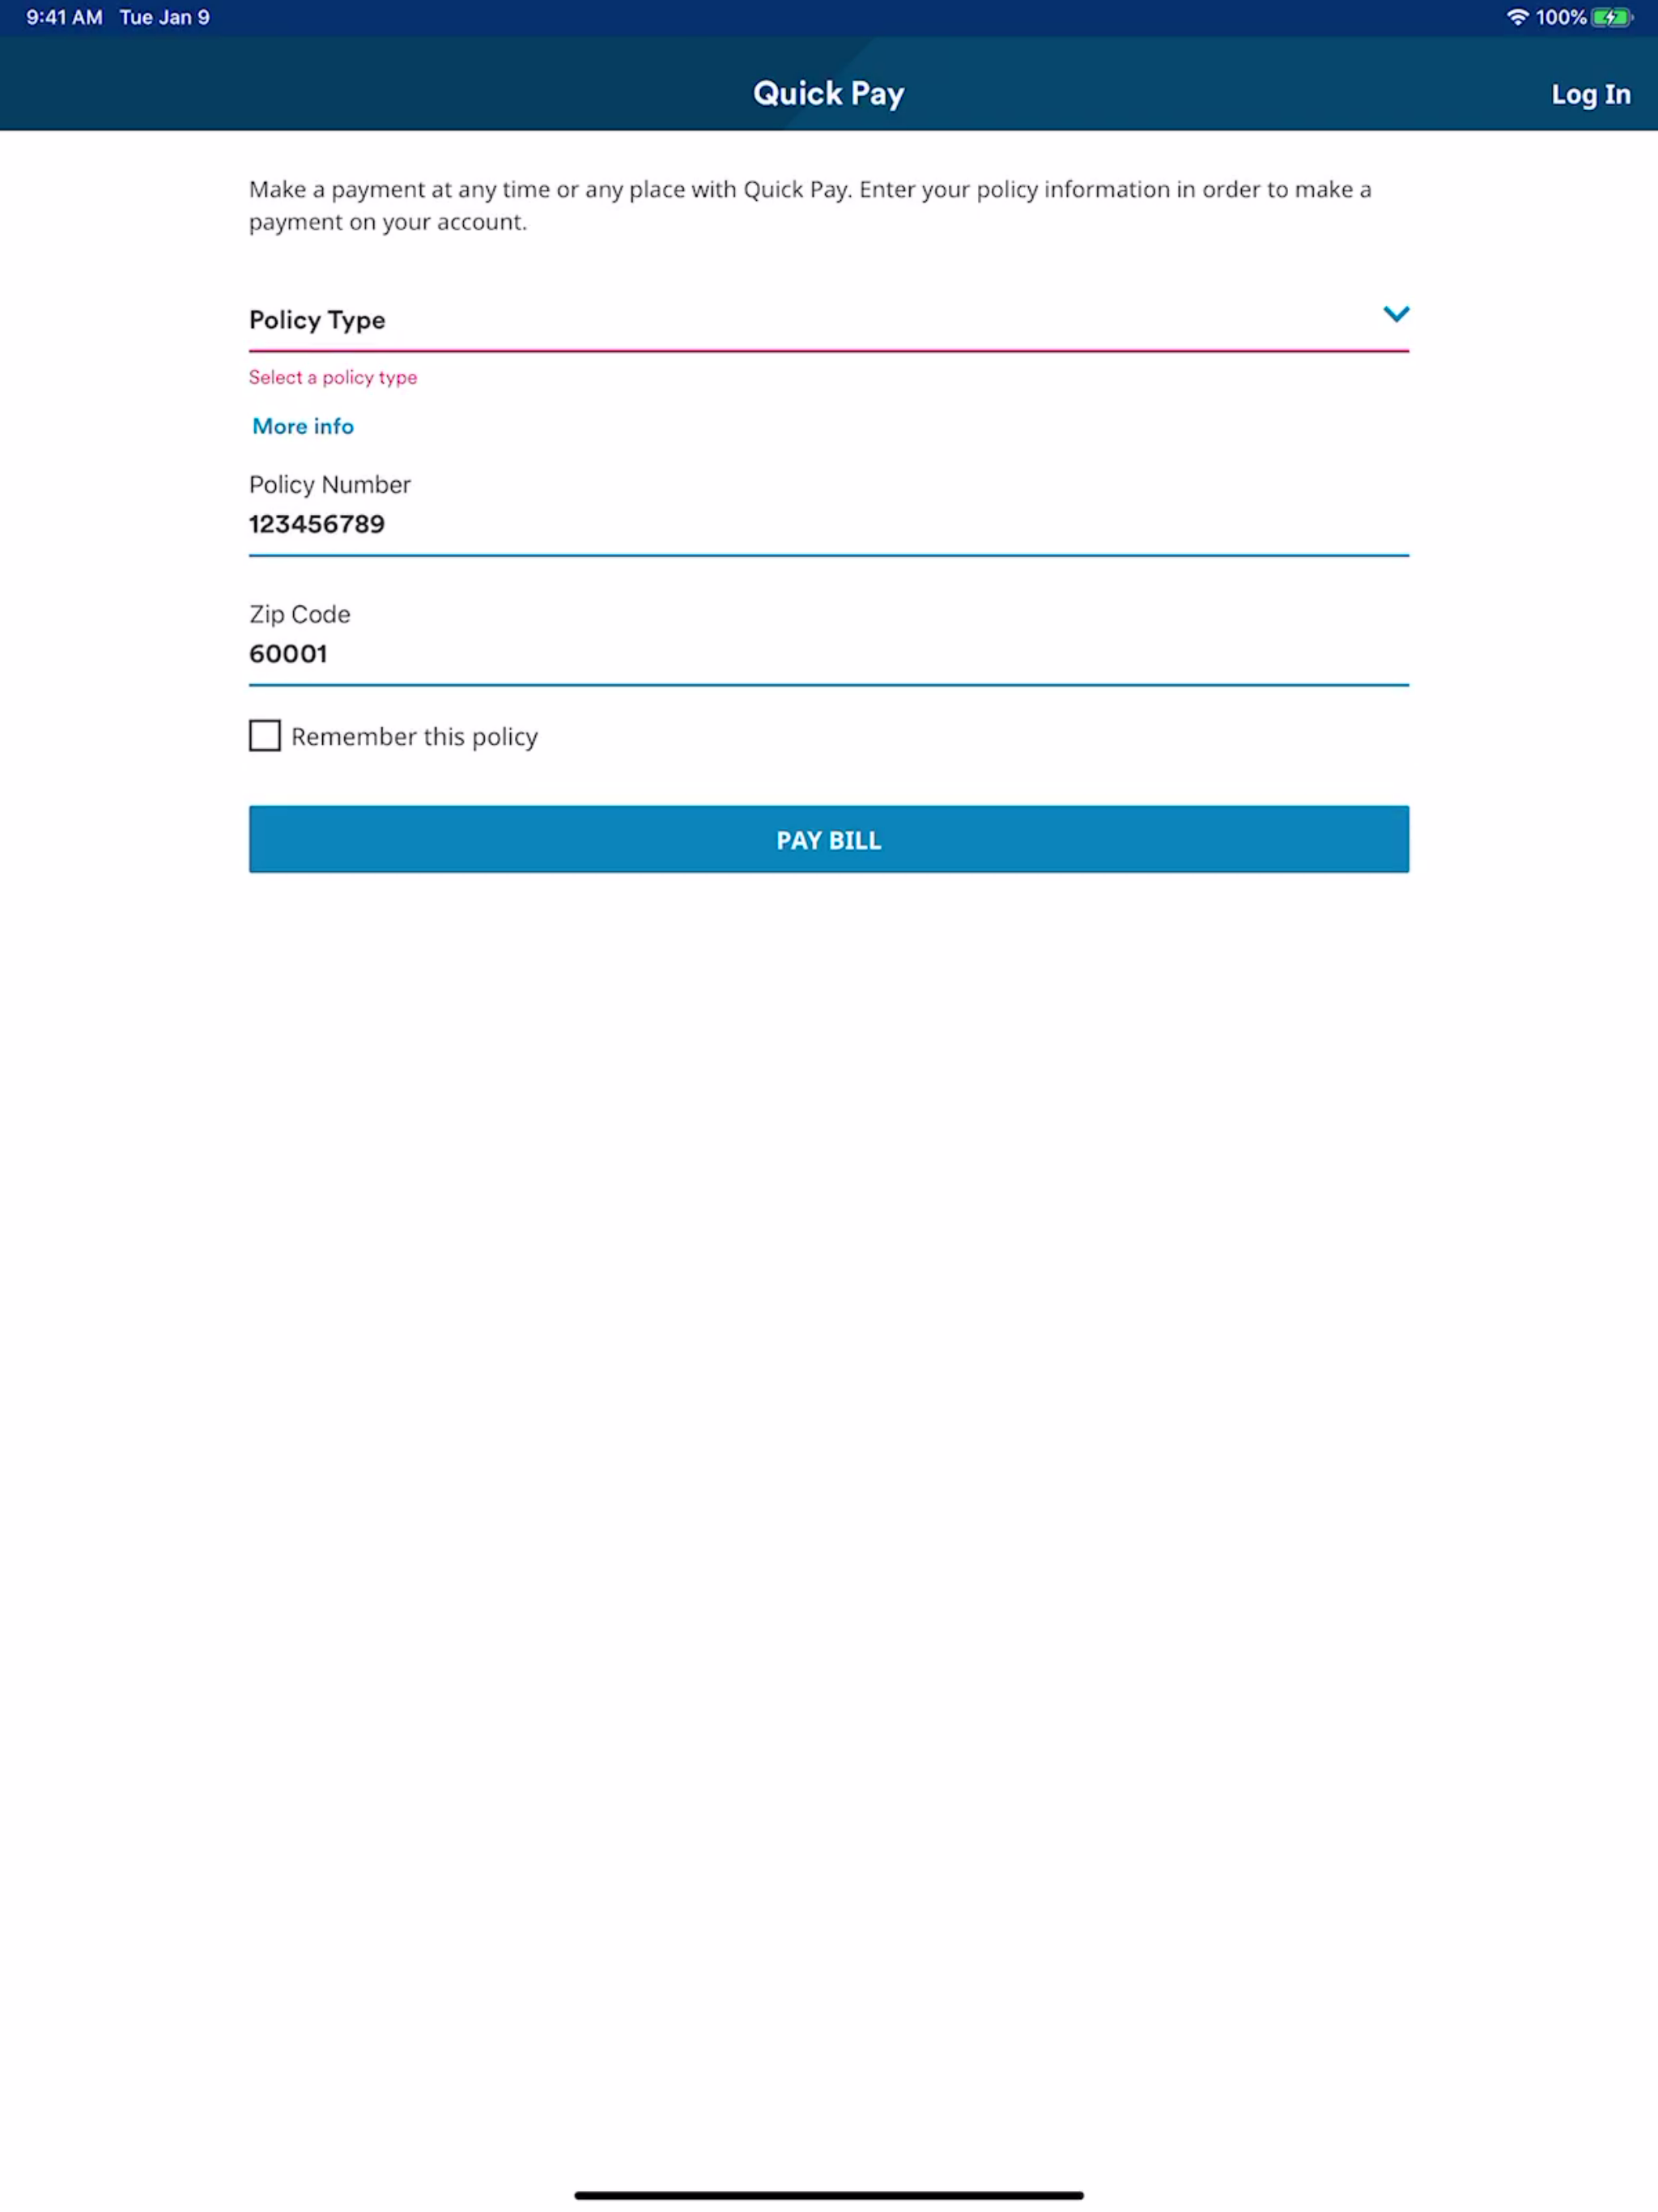 9:41 AM Tue Jan 9
100%
Quick Pay
Log In
Make a payment at any time or any place with Quick Pay. Enter your policy information in order to make a
payment on your account.
Policy Type
Select a policy type
More info
Policy Number
123456789
Zip Code
60001
Remember this policy
PAY BILL